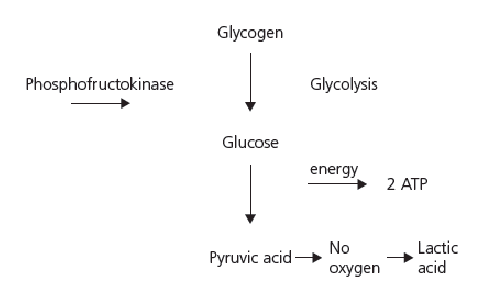 Glycogen
Phosphofructokinase
Glycolysis
Glucose
energy
2 ATP
Pyruvic acid
No
oxygen
Lactic
acid